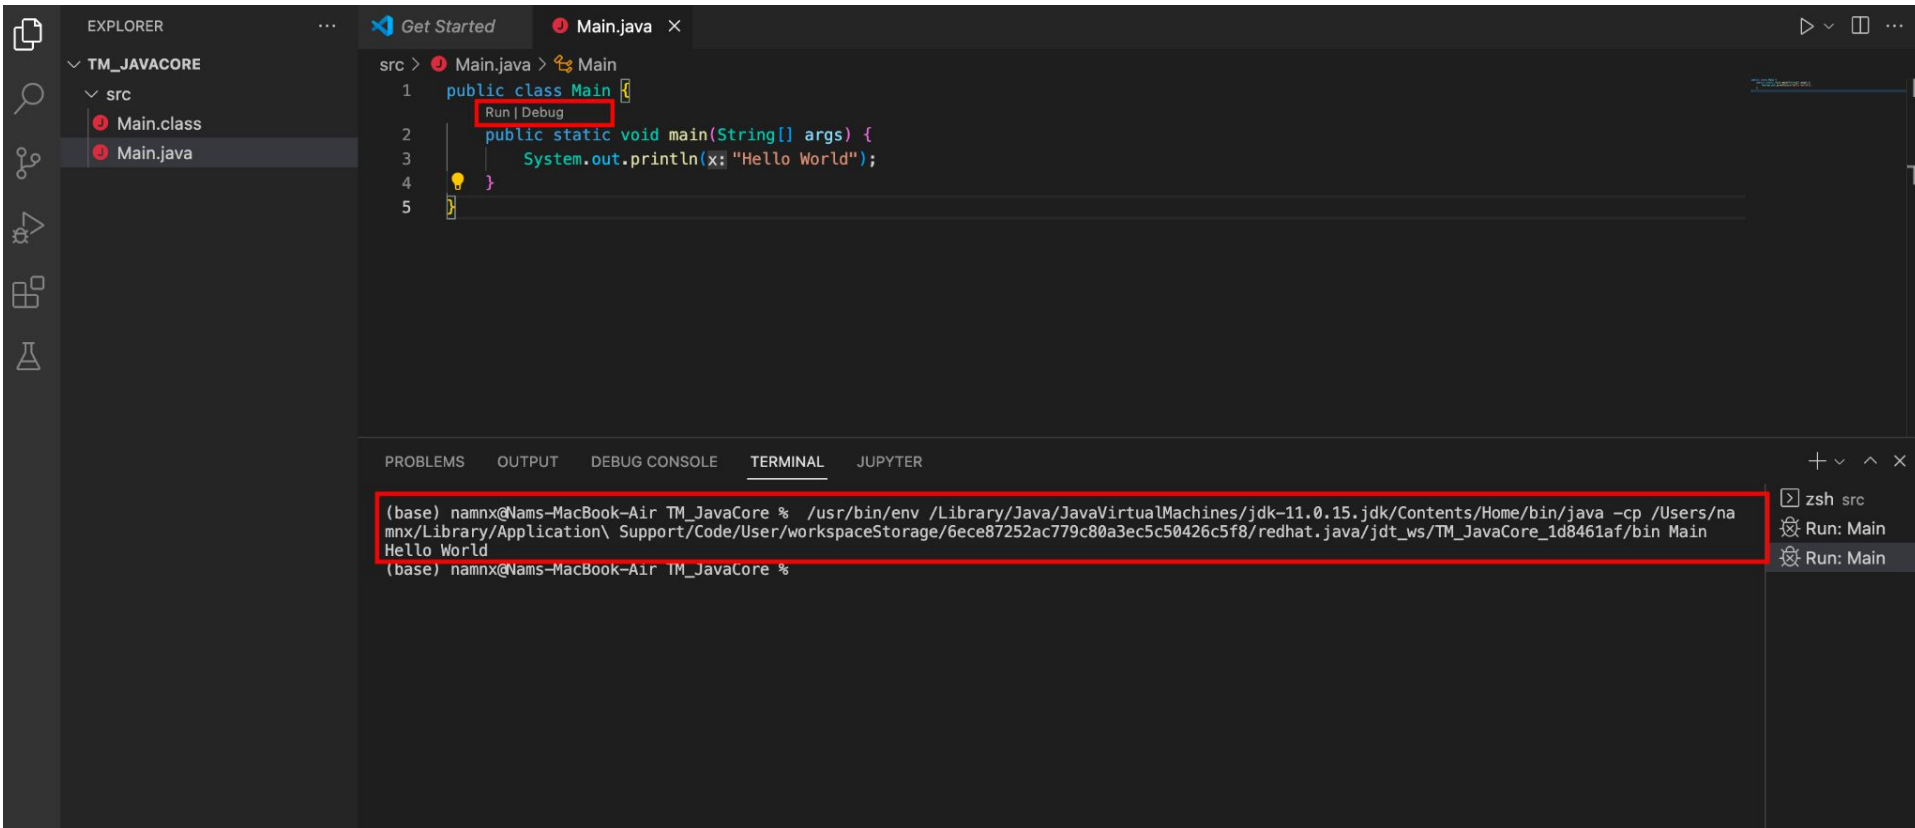 EXPLORER ···
Get Started
Main.java
TM_JAVACORE
src
Main.class
Main.java
src > Main.java > Main
1 public class Main {
Run | Debug
2 public static void main(String[] args) {
3 System.out.println(x: "Hello World");
4 }
5 }
PROBLEMS OUTPUT DEBUG CONSOLE TERMINAL JUPYTER
(base) namnx@Nams-MacBook-Air TM_JavaCore % /usr/bin/env /Library/Java/JavaVirtualMachines/jdk-11.0.15.jdk/Contents/Home/bin/java -cp /Users/na
mnx/Library/Application\ Support/Code/User/workspaceStorage/6ece87252ac779c80a3ec5c50426c5f8/redhat.java/jdt_ws/TM_JavaCore_1d8461af/bin Main
Hello World
(base) namnx@Nams-MacBook-Air TM_JavaCore %
zsh src
Run: Main
Run: Main